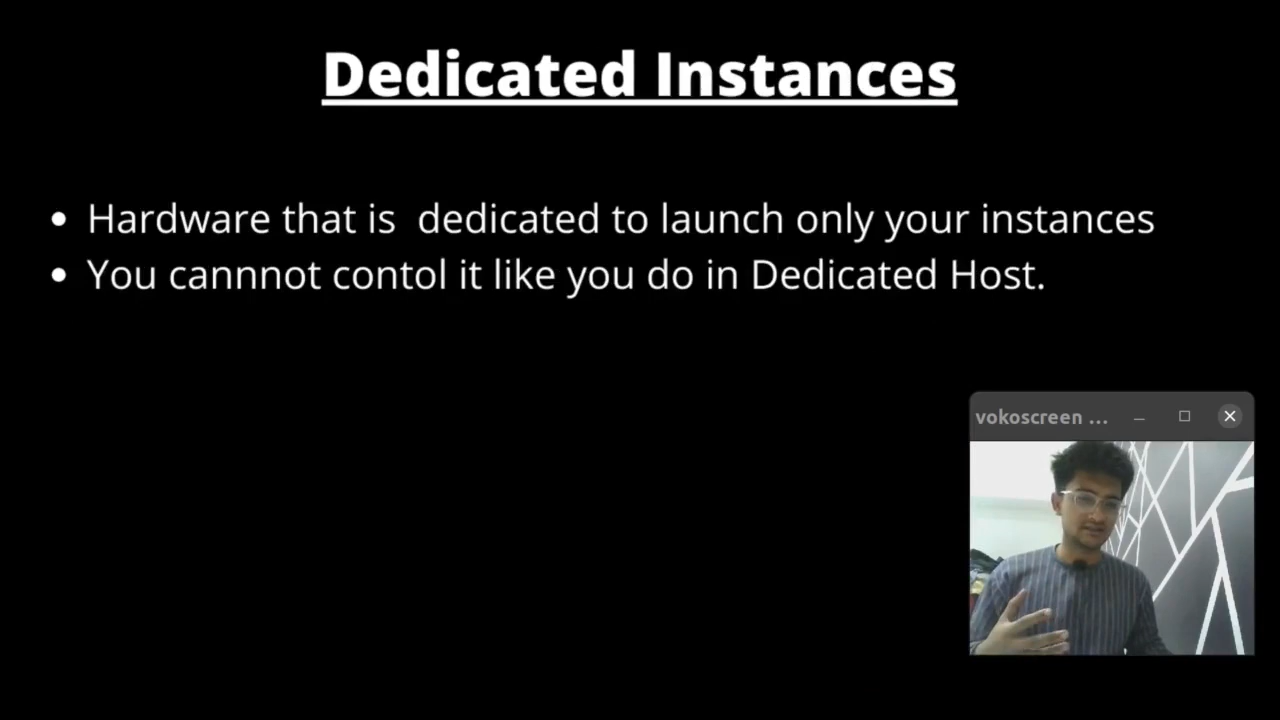 Dedicated Instances
• Hardware that is  dedicated to launch only your instances
• You cannnot contol it like you do in Dedicated Host.
vokoscreen ...